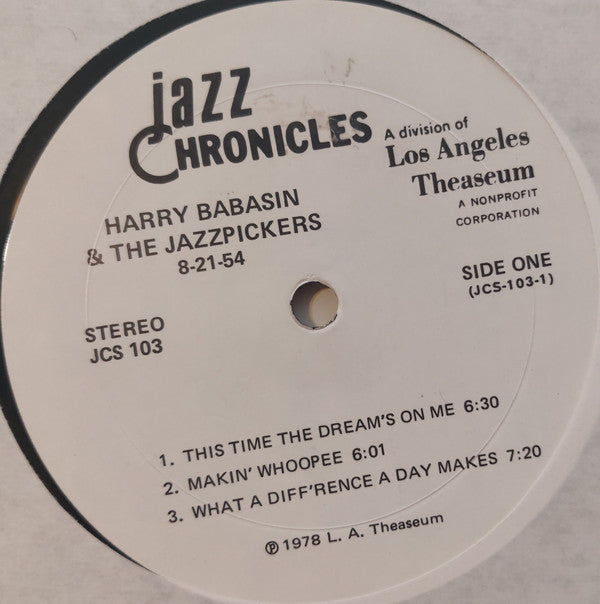 jazz
CHRONICLES
A division of
Los Angeles
Theaseum
A NONPROFIT
CORPORATION
HARRY BABASIN
& THE JAZZPICKERS
8-21-54
STEREO
JCS 103
SIDE ONE
(JCS-103-1)
1. THIS TIME THE DREAM'S ON ME 6:30
2. MAKIN' WHOOPEE 6:01
3. WHAT A DIFF'RENCE A DAY MAKES 7:20
℗ 1978 L. A. Theaseum